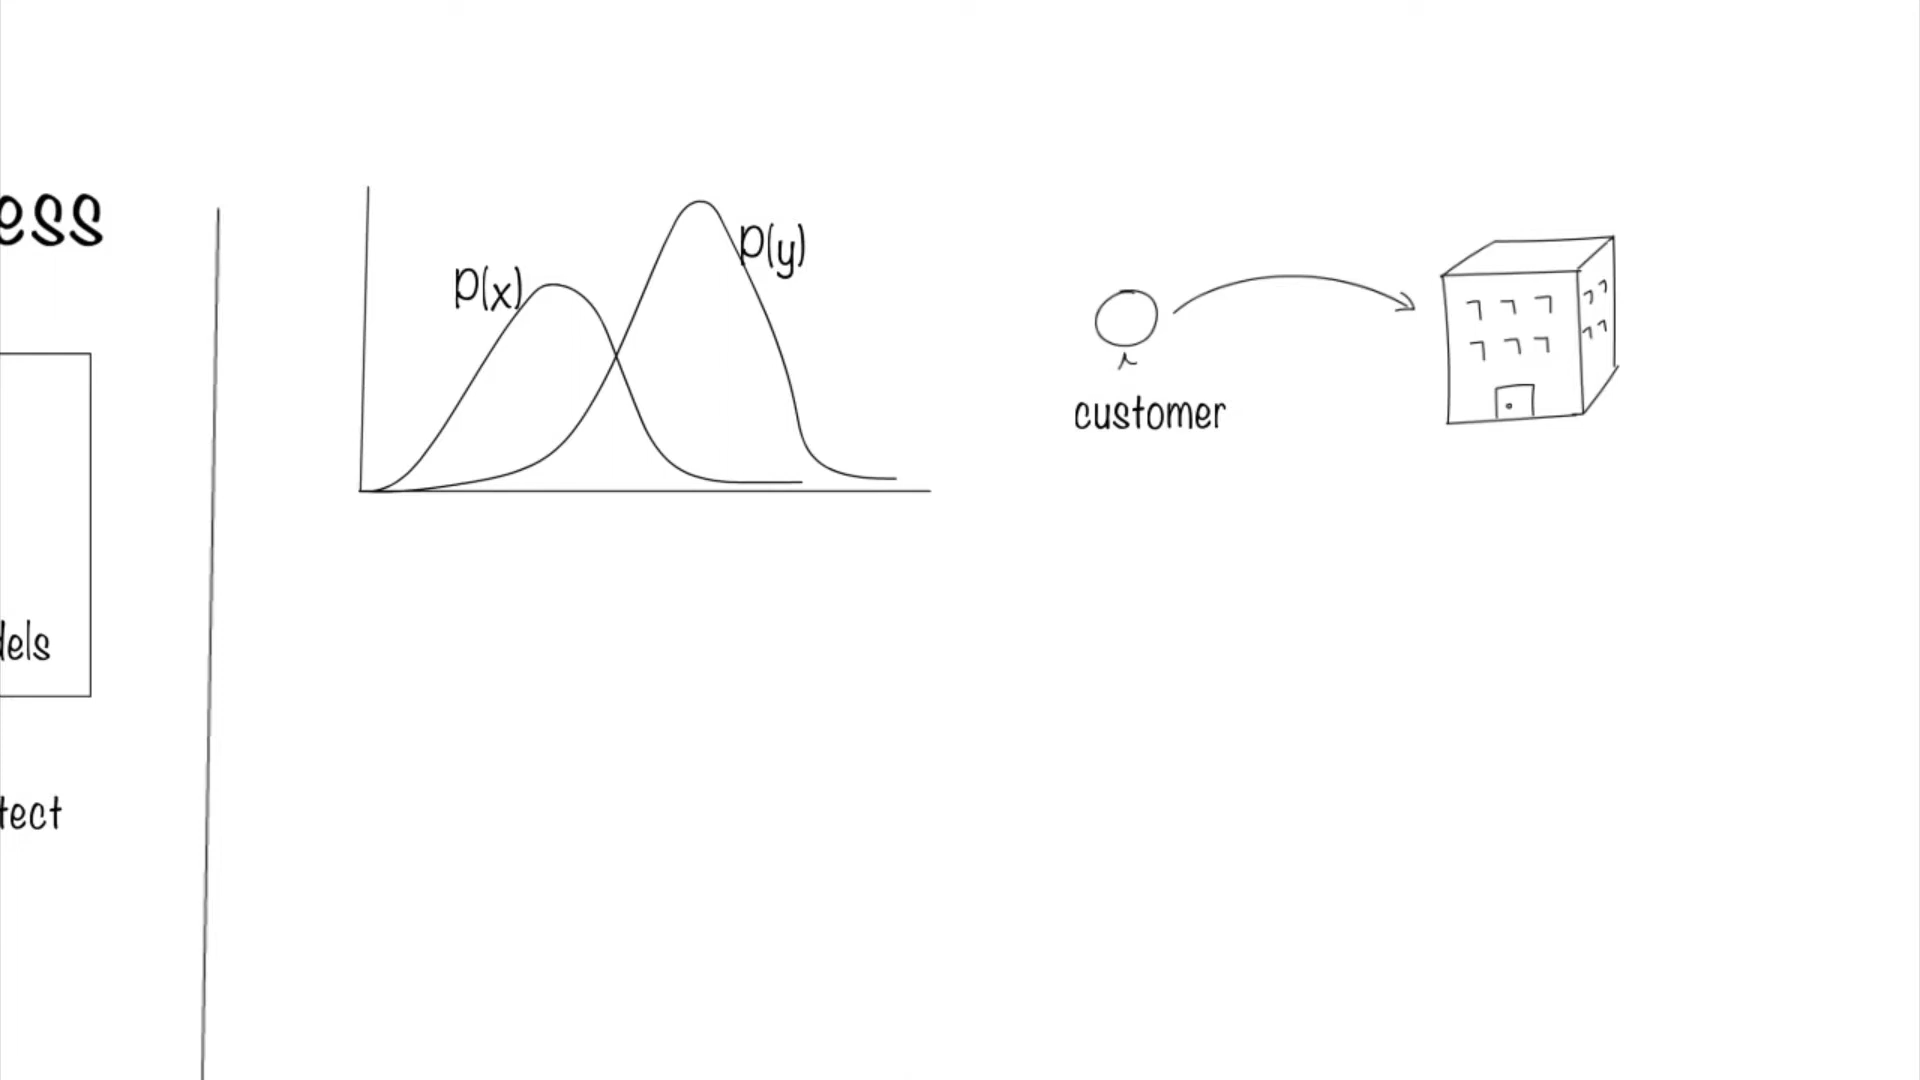 ess
dels
tect
p(x)
p(y)
customer